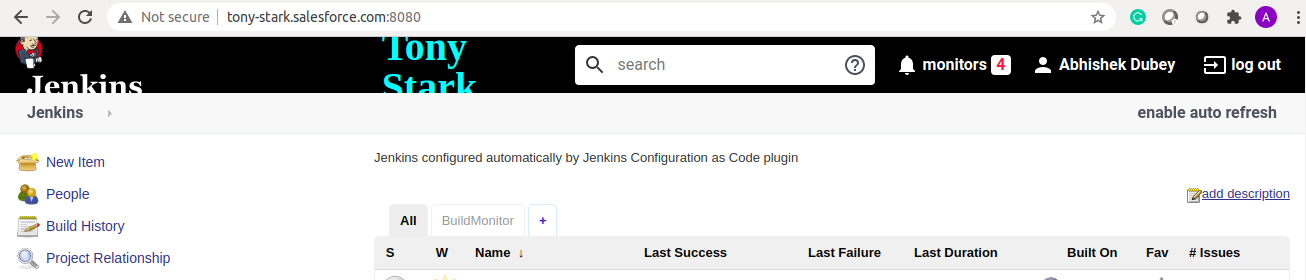 Not secure tony-stark.salesforce.com:8080 A
Jenkins Tony Stark search monitors 4 Abhishek Dubey log out
Jenkins enable auto refresh
Jenkins configured automatically by Jenkins Configuration as Code plugin
New Item
People
add description
Build History
All BuildMonitor +
Project Relationship
S W Name ↓ Last Success Last Failure Last Duration Built On Fav # Issues